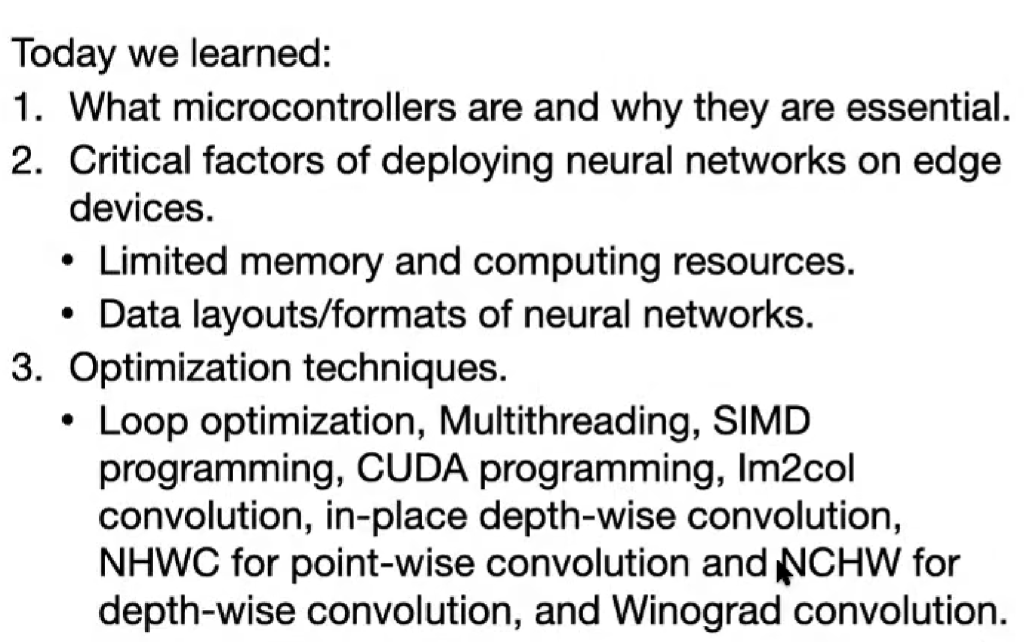 Today we learned:
1. What microcontrollers are and why they are essential.
2. Critical factors of deploying neural networks on edge
devices.
• Limited memory and computing resources.
• Data layouts/formats of neural networks.
3. Optimization techniques.
• Loop optimization, Multithreading, SIMD
programming, CUDA programming, Im2col
convolution, in-place depth-wise convolution,
NHWC for point-wise convolution and NCHW for
depth-wise convolution, and Winograd convolution.